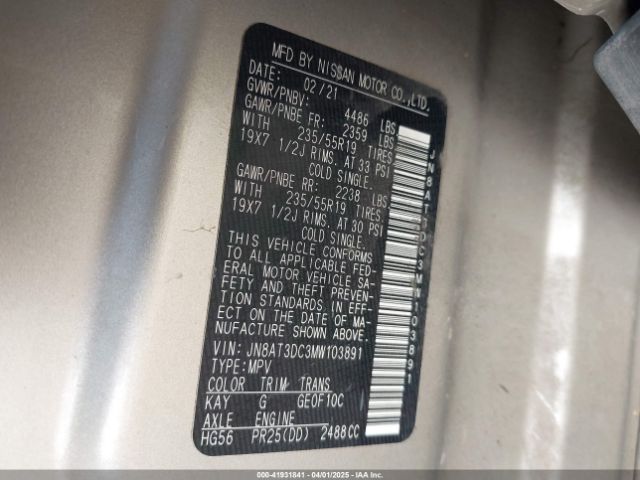 MFD BY NISSAN MOTOR CO.,LTD.
DATE: 02/21
GVWR/PNBV: 4486 LBS
GAWR/PNBE FR: 2359 LBS
WITH 235/55R19 TIRES
19X7 1/2J RIMS. AT 33 PSI
COLD SINGLE.
GAWR/PNBE RR: 2238 LBS
WITH 235/55R19 TIRES
19X7 1/2J RIMS. AT 30 PSI
COLD SINGLE.
THIS VEHICLE CONFORMS
TO ALL APPLICABLE FED-
ERAL MOTOR VEHICLE SA-
FETY AND THEFT PREVEN-
TION STANDARDS IN EFF-
ECT ON THE DATE OF MA-
NUFACTURE SHOWN ABOVE.
VIN: JN8AT3DC3MW103891
TYPE:MPV
COLOR TRIM TRANS
KAY G GE0F10C
AXLE ENGINE
HG56 PR25(DD) 2488CC
JN8AT3DC3MW103891
000-41931841 - 04/01/2025 - IAA Inc.